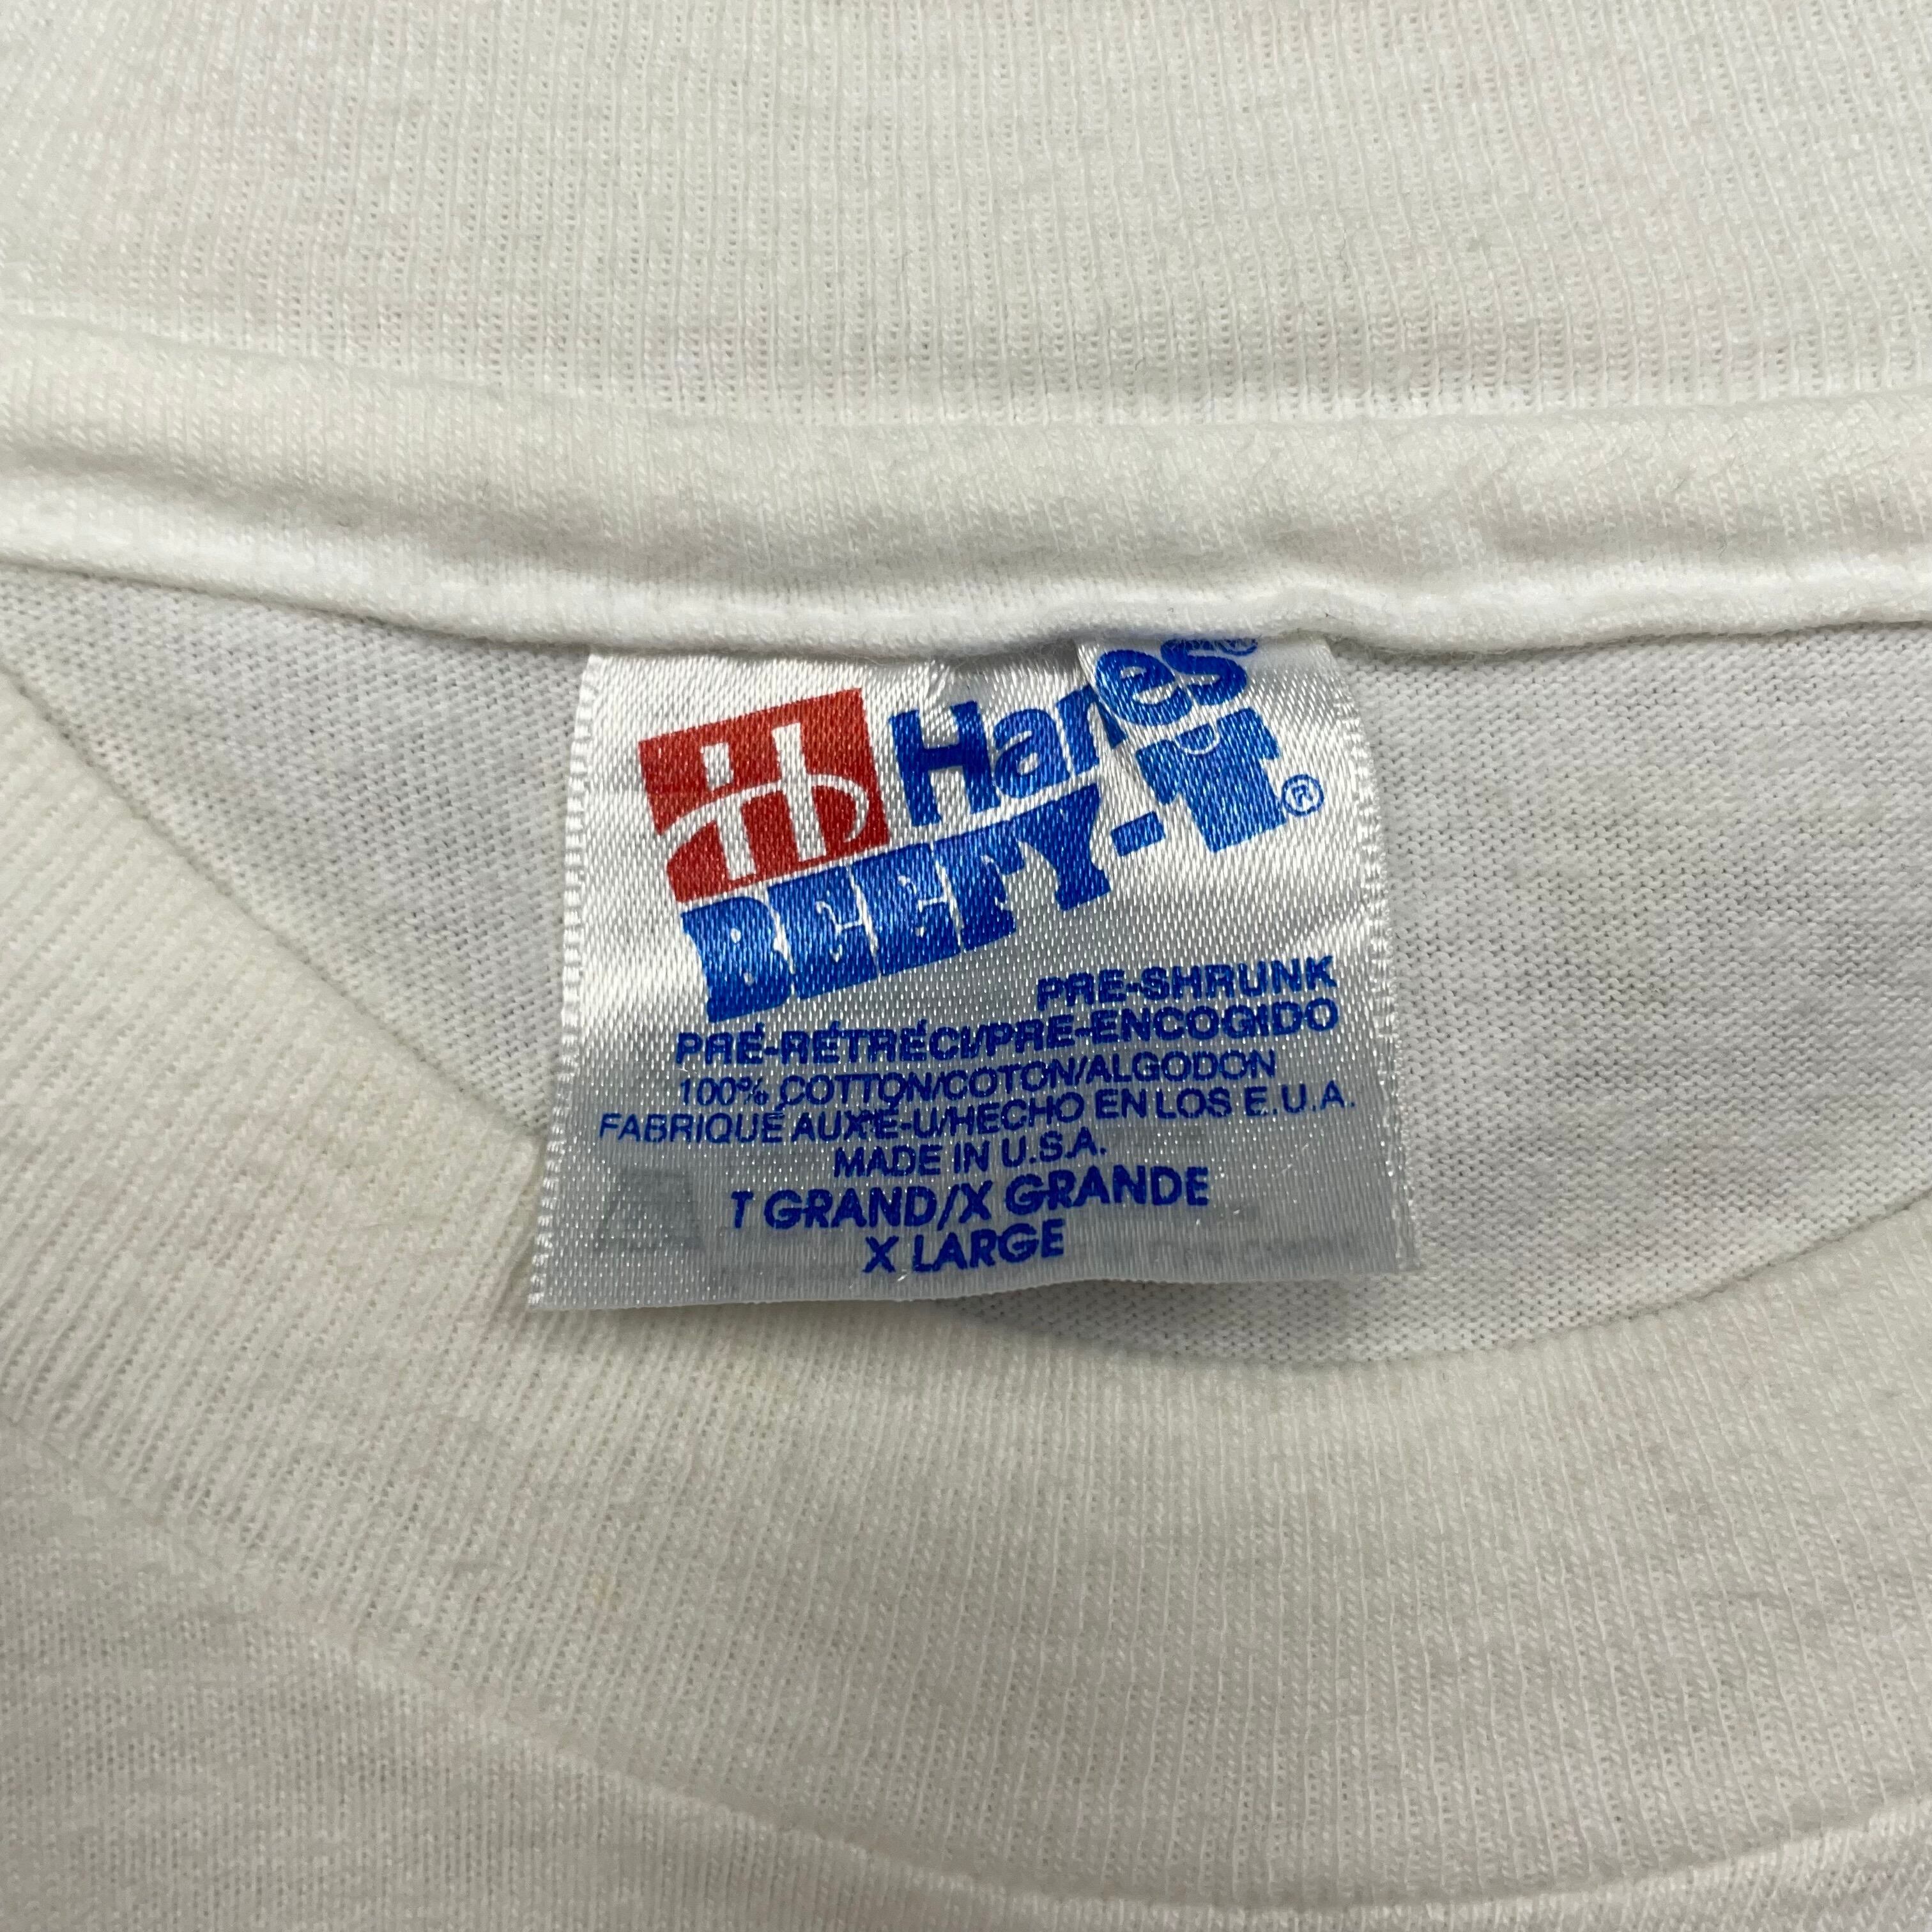 Hanes®
BEEFY-T®
PRE-SHRUNK
PRÉ-RÉTRÉCI/PRE-ENCOGIDO
100% COTTON/COTON/ALGODON
FABRIQUÉ AUX É-U/HECHO EN LOS E.U.A.
MADE IN U.S.A.
T GRAND/X GRANDE
X LARGE